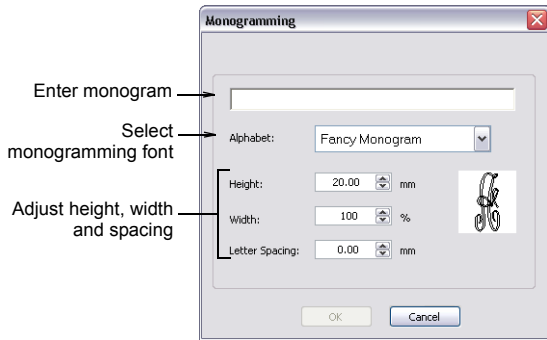 Monogramming
Enter monogram
Select
monogramming font
Alphabet:
Fancy Monogram
Adjust height, width
and spacing
Height:
20.00
mm
Width:
100
%
Letter Spacing:
0.00
mm
OK
Cancel